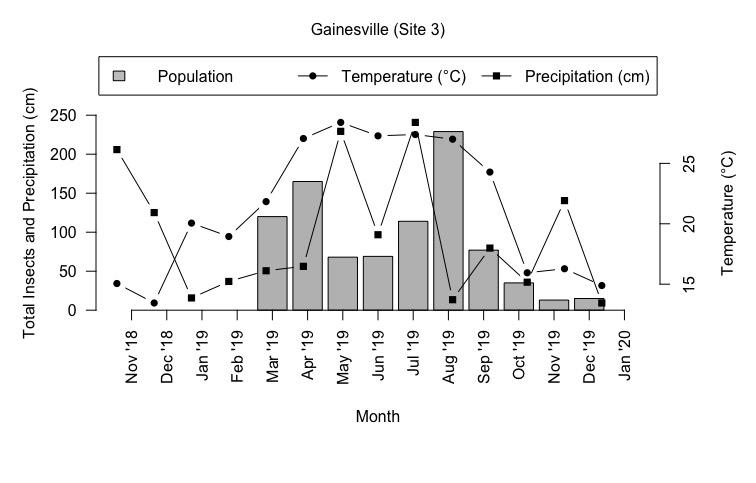 Gainesville (Site 3)
Population Temperature (°C) Precipitation (cm)
Total Insects and Precipitation (cm)
250
200
150
100
50
0
25
20
15
Temperature (°C)
Nov '18 Dec '18 Jan '19 Feb '19 Mar '19 Apr '19 May '19 Jun '19 Jul '19 Aug '19 Sep '19 Oct '19 Nov '19 Dec '19 Jan '20
Month